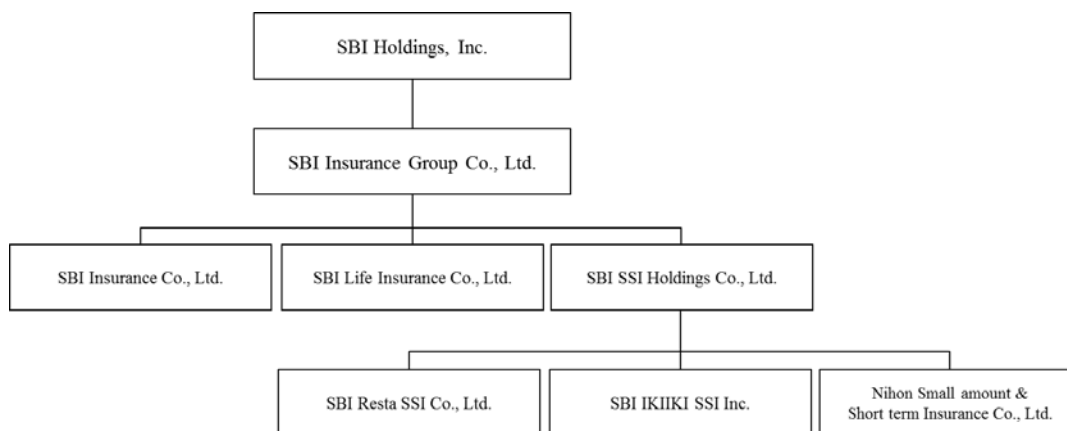 SBI Holdings, Inc.
SBI Insurance Group Co., Ltd.
SBI Insurance Co., Ltd.
SBI Life Insurance Co., Ltd.
SBI SSI Holdings Co., Ltd.
SBI Resta SSI Co., Ltd.
SBI IKIIKI SSI Inc.
Nihon Small amount &
Short term Insurance Co., Ltd.